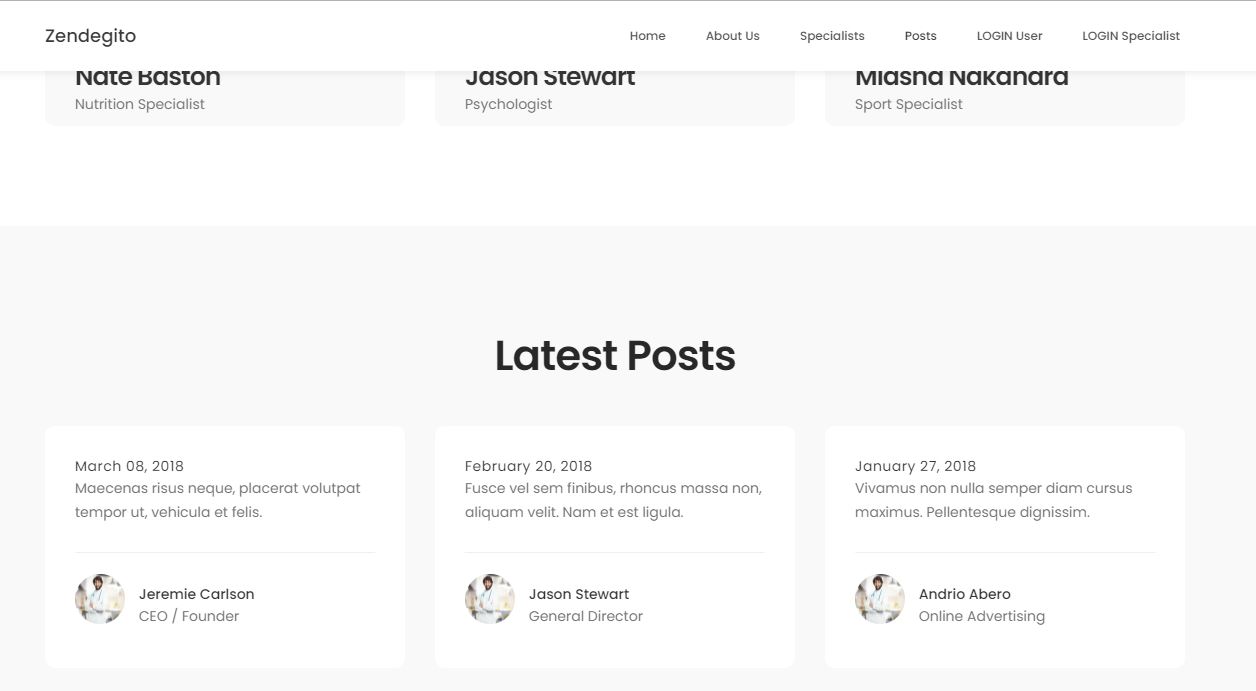 Zendegito
Home About Us Specialists Posts LOGIN User LOGIN Specialist
Nate Baston
Nutrition Specialist
Jason Stewart
Psychologist
Miasha Nakahara
Sport Specialist
Latest Posts
March 08, 2018
Maecenas risus neque, placerat volutpat
tempor ut, vehicula et felis.
Jeremie Carlson
CEO / Founder
February 20, 2018
Fusce vel sem finibus, rhoncus massa non,
aliquam velit. Nam et est ligula.
Jason Stewart
General Director
January 27, 2018
Vivamus non nulla semper diam cursus
maximus. Pellentesque dignissim.
Andrio Abero
Online Advertising